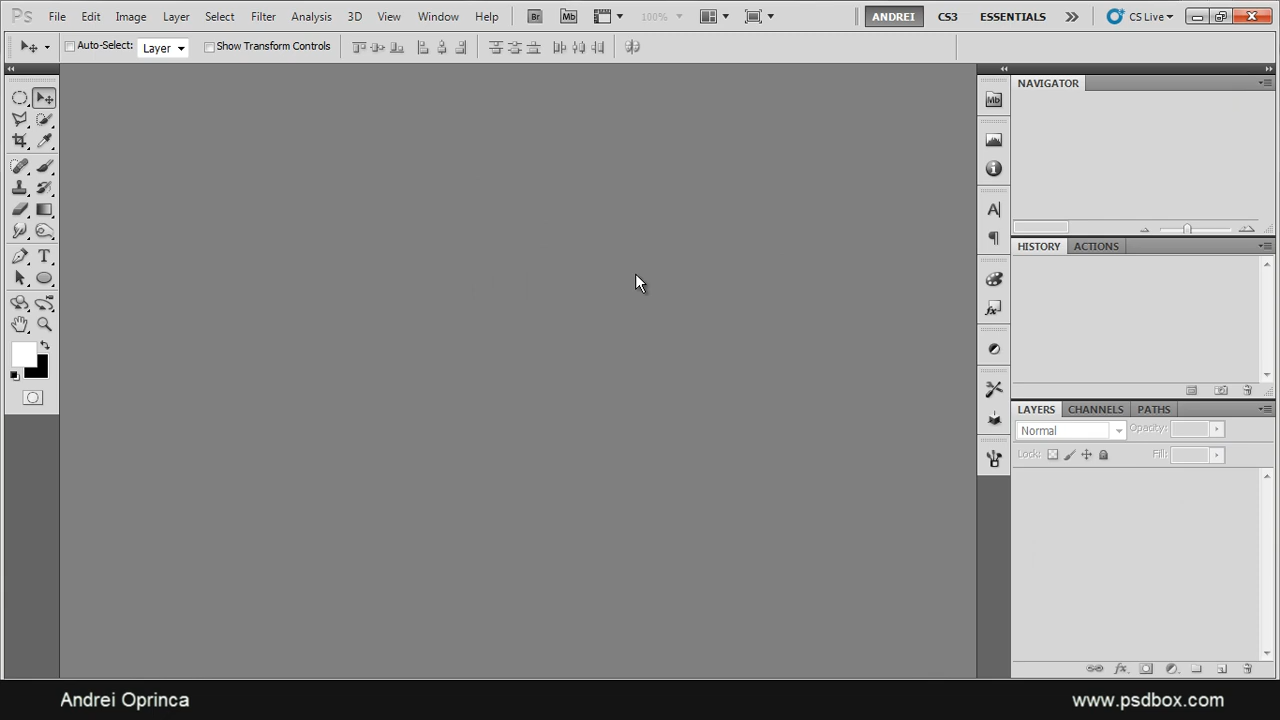 Ps File Edit Image Layer Select Filter Analysis 3D View Window Help Br Mb 100% ANDREI CS3 ESSENTIALS CS Live
Auto-Select: Layer Show Transform Controls
NAVIGATOR
Mb
HISTORY ACTIONS
LAYERS CHANNELS PATHS
Normal Opacity:
Lock: Fill:
Andrei Oprinca www.psdbox.com